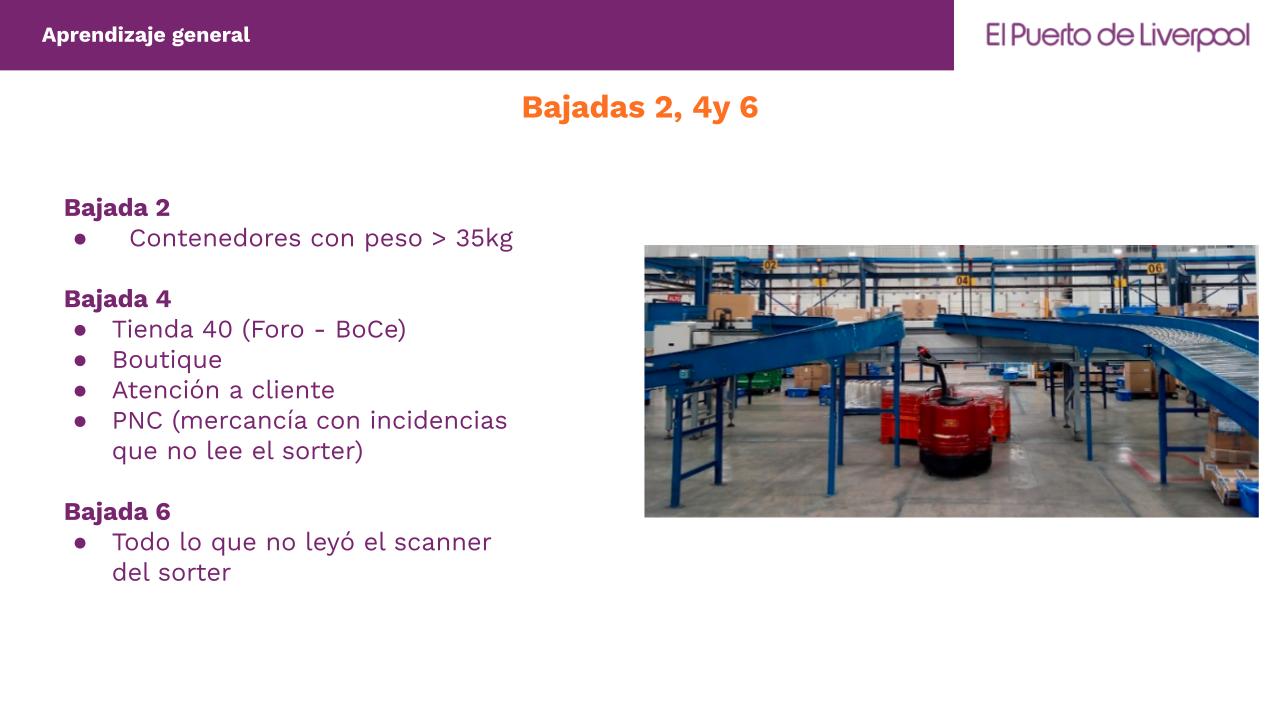 Aprendizaje general
El Puerto de Liverpool
Bajadas 2, 4y 6
Bajada 2
● Contenedores con peso > 35kg
Bajada 4
● Tienda 40 (Foro - BoCe)
● Boutique
● Atención a cliente
● PNC (mercancía con incidencias
que no lee el sorter)
Bajada 6
● Todo lo que no leyó el scanner
del sorter
02
04
06